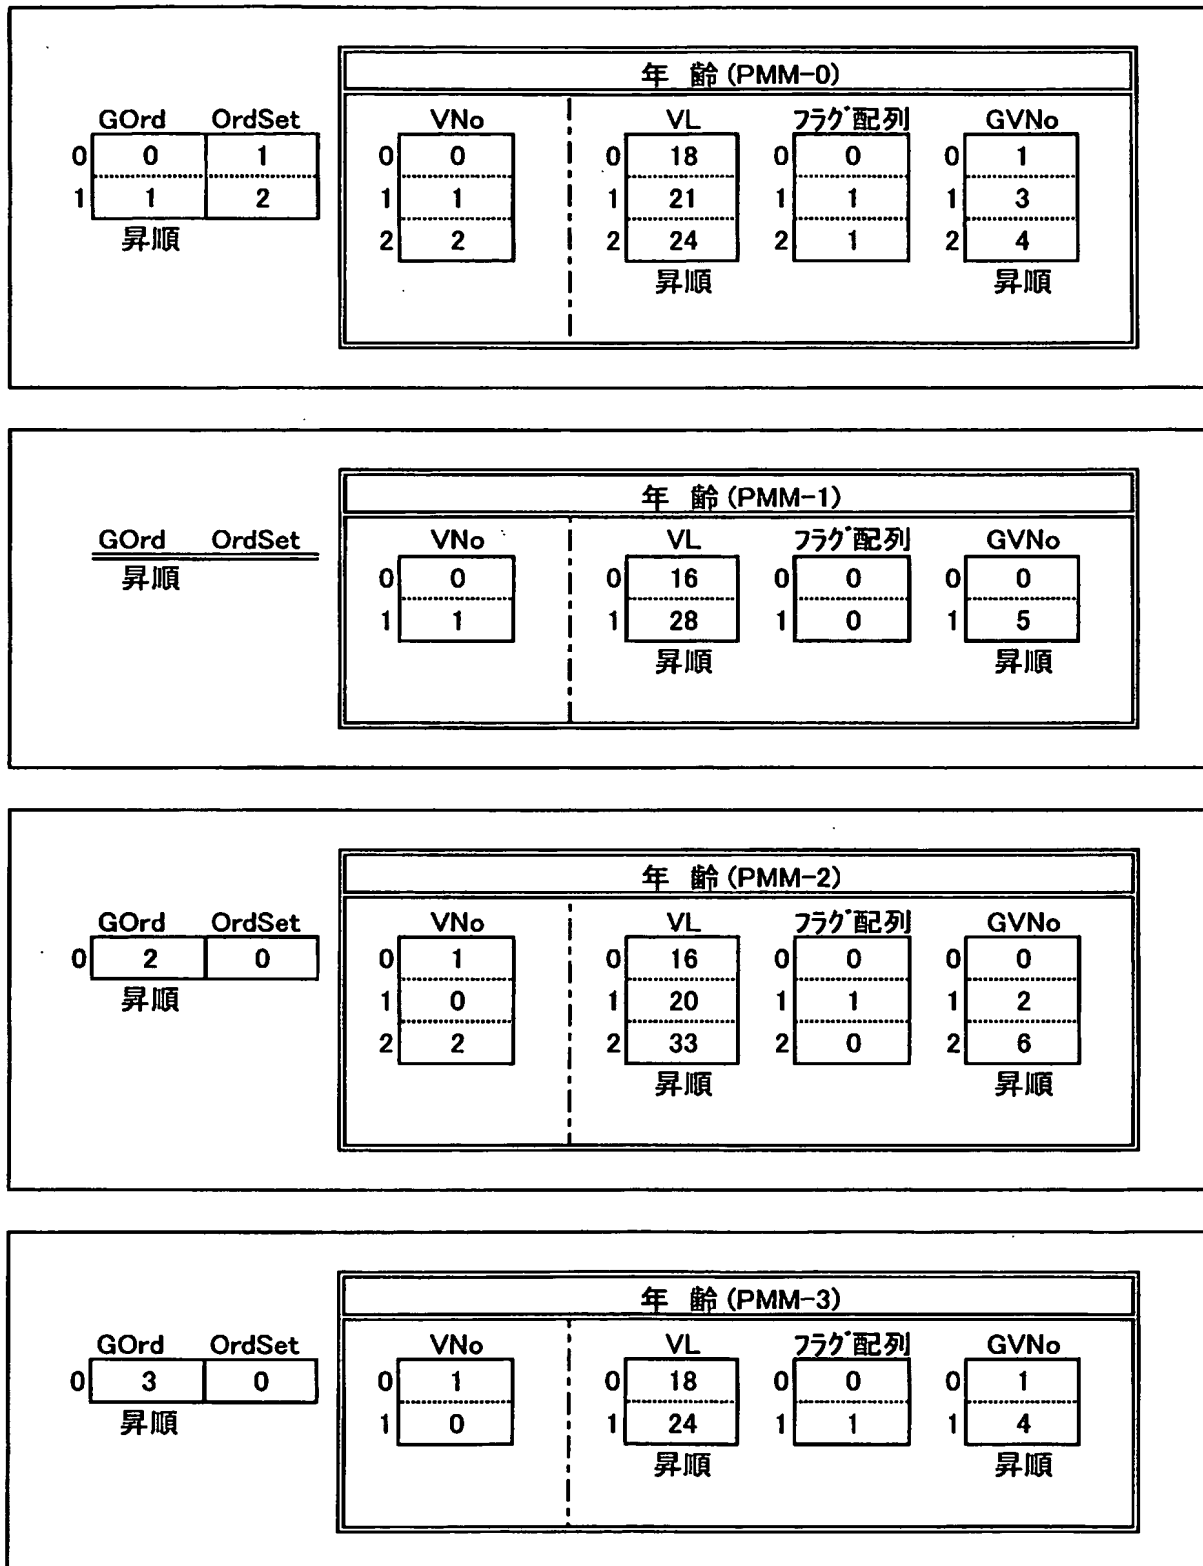 年 齢 (PMM-0)
GOrd OrdSet VNo VL フラグ配列 GVNo
0 0 1 0 0 0 18 0 0 0 1
1 1 2 1 1 1 21 1 1 1 3
昇順 2 2 2 24 2 1 2 4
昇順 昇順
年 齢 (PMM-1)
GOrd OrdSet VNo VL フラグ配列 GVNo
昇順 0 0 0 16 0 0 0 0
1 1 1 28 1 0 1 5
昇順 昇順
年 齢 (PMM-2)
GOrd OrdSet VNo VL フラグ配列 GVNo
0 2 0 0 1 0 16 0 0 0 0
昇順 1 0 1 20 1 1 1 2
2 2 2 33 2 0 2 6
昇順 昇順
年 齢 (PMM-3)
GOrd OrdSet VNo VL フラグ配列 GVNo
0 3 0 0 1 0 18 0 0 0 1
昇順 1 0 1 24 1 1 1 4
昇順 昇順